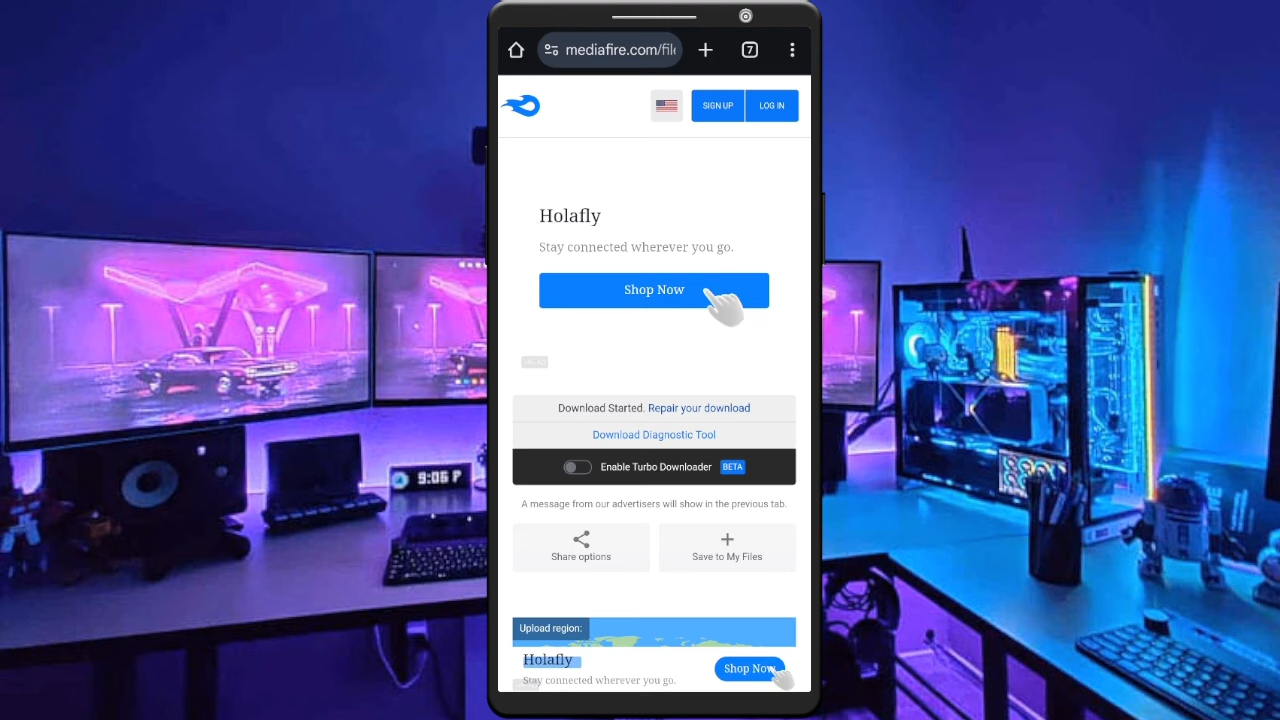 7
mediafire.com/file
SIGN UP
LOG IN
Holafly
Stay connected wherever you go.
Shop Now
Download Started. Repair your download
Download Diagnostic Tool
Enable Turbo Downloader BETA
A message from our advertisers will show in the previous tab.
Share options
Save to My Files
Upload region:
Holafly
Stay connected wherever you go.
Shop Now
9:06 P